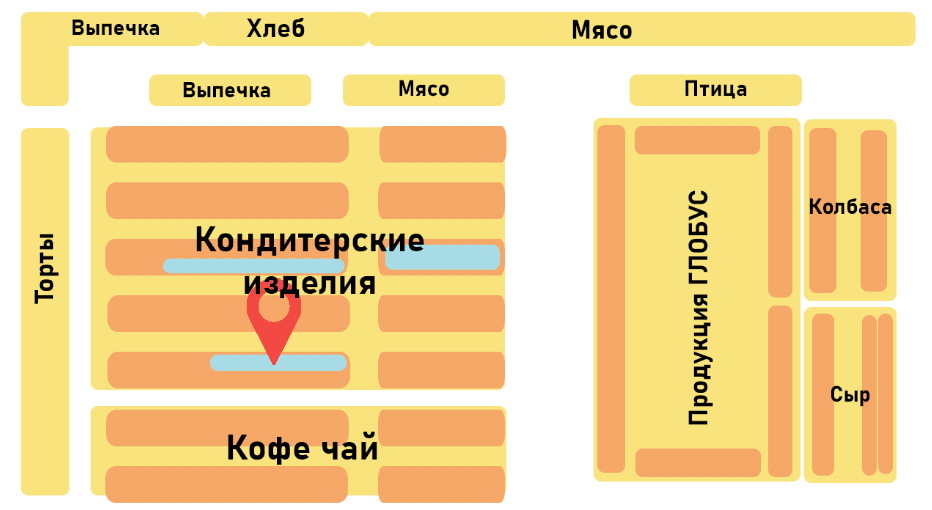 Выпечка
Хлеб
Мясо
Выпечка
Мясо
Птица
Торты
Кондитерские
изделия
Кофе чай
Продукция ГЛОБУС
Колбаса
Сыр